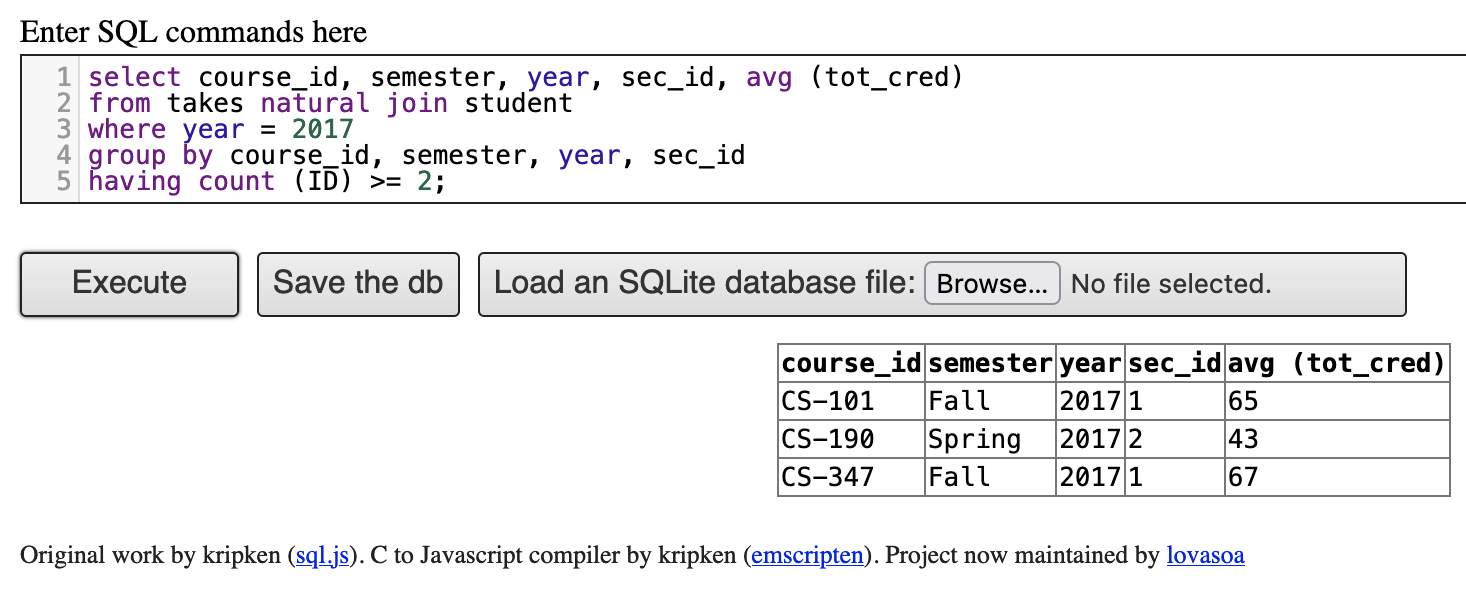 Enter SQL commands here
1 select course_id, semester, year, sec_id, avg (tot_cred)
2 from takes natural join student
3 where year = 2017
4 group by course_id, semester, year, sec_id
5 having count (ID) >= 2;
Execute Save the db Load an SQLite database file: Browse... No file selected.
course_id semester year sec_id avg (tot_cred)
CS-101 Fall 2017 1 65
CS-190 Spring 2017 2 43
CS-347 Fall 2017 1 67
Original work by kripken (sql.js). C to Javascript compiler by kripken (emscripten). Project now maintained by lovasoa